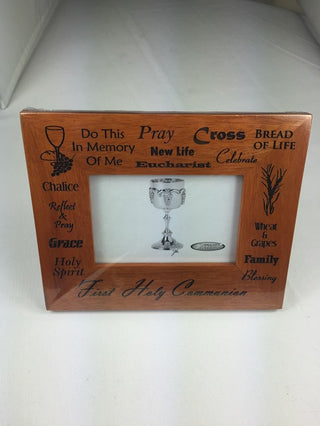 Do This
In Memory
Of Me
Pray
Cross
BREAD
OF LIFE
New Life
Eucharist
Celebrate
Chalice
Reflect
&
Pray
Grace
Holy
Spirit
Wheat
&
Grapes
Family
Blessing
First Holy Communion